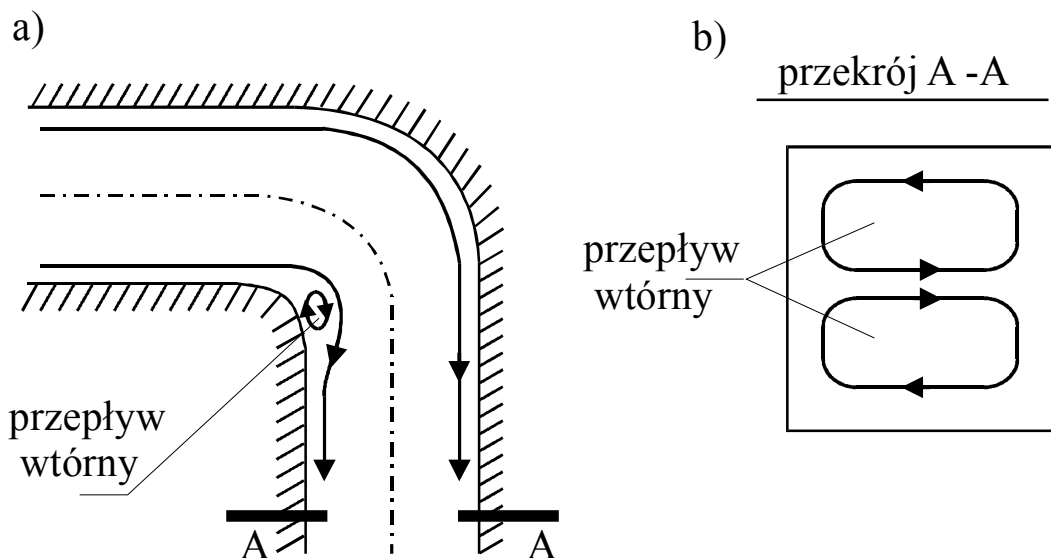 a)
przepływ
wtórny
A
A
b)
przekrój A -A
przepływ
wtórny